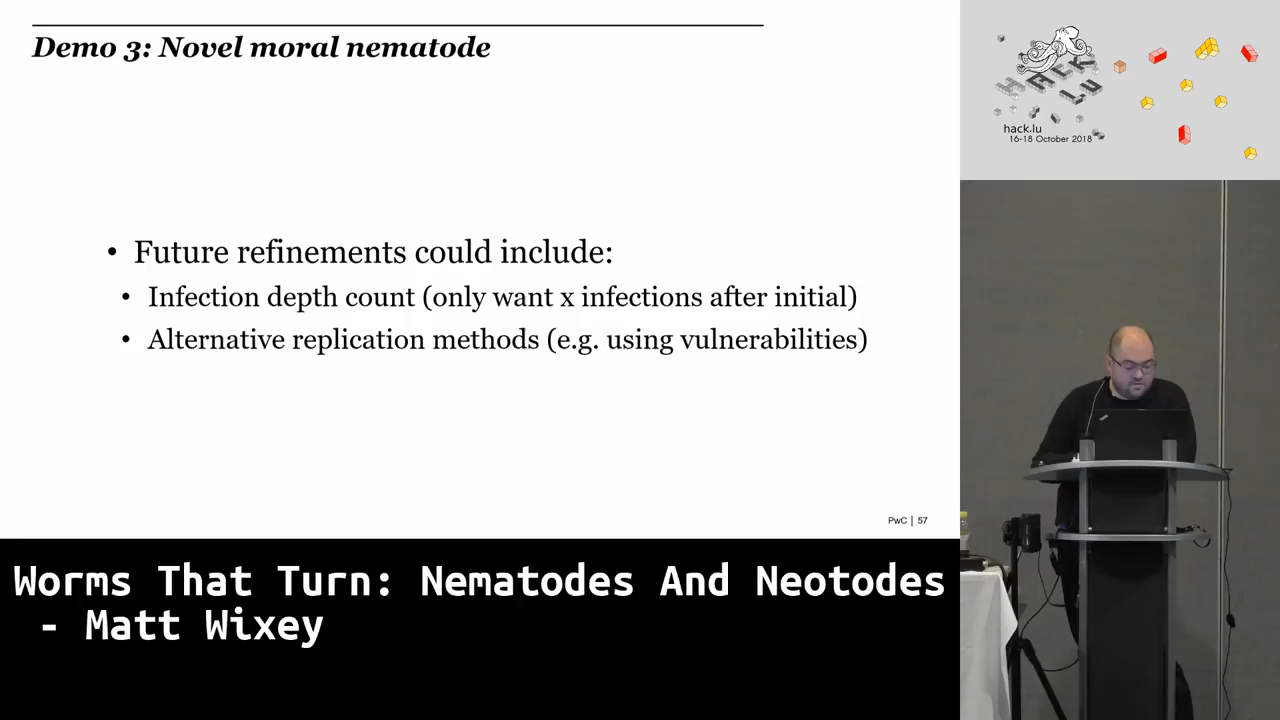 Demo 3: Novel moral nematode
• Future refinements could include:
• Infection depth count (only want x infections after initial)
• Alternative replication methods (e.g. using vulnerabilities)
PwC | 57
HACK
LU
hack.lu
16-18 October 2018
Worms That Turn: Nematodes And Neotodes
- Matt Wixey